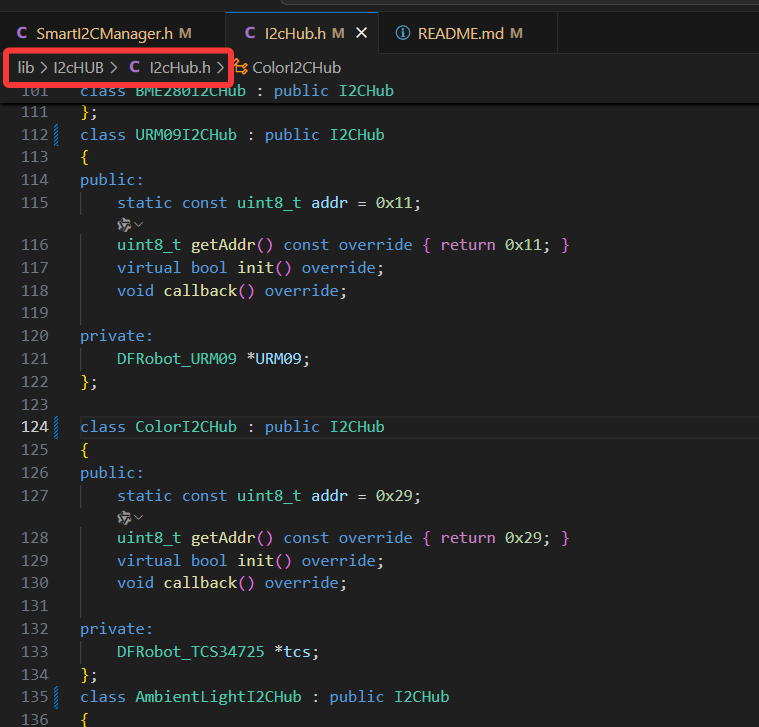 SmartI2CManager.h M
I2cHub.h M
README.md M
lib > I2cHUB > C I2cHub.h > ColorI2CHub
101 class BME280I2CHub : public I2CHub
111 };
112 class URM09I2CHub : public I2CHub
113 {
114 public:
115 static const uint8_t addr = 0x11;
116 uint8_t getAddr() const override { return 0x11; }
117 virtual bool init() override;
118 void callback() override;
119
120 private:
121 DFRobot_URM09 *URM09;
122 };
123
124 class ColorI2CHub : public I2CHub
125 {
126 public:
127 static const uint8_t addr = 0x29;
128 uint8_t getAddr() const override { return 0x29; }
129 virtual bool init() override;
130 void callback() override;
131
132 private:
133 DFRobot_TCS34725 *tcs;
134 };
135 class AmbientLightI2CHub : public I2CHub
136 {